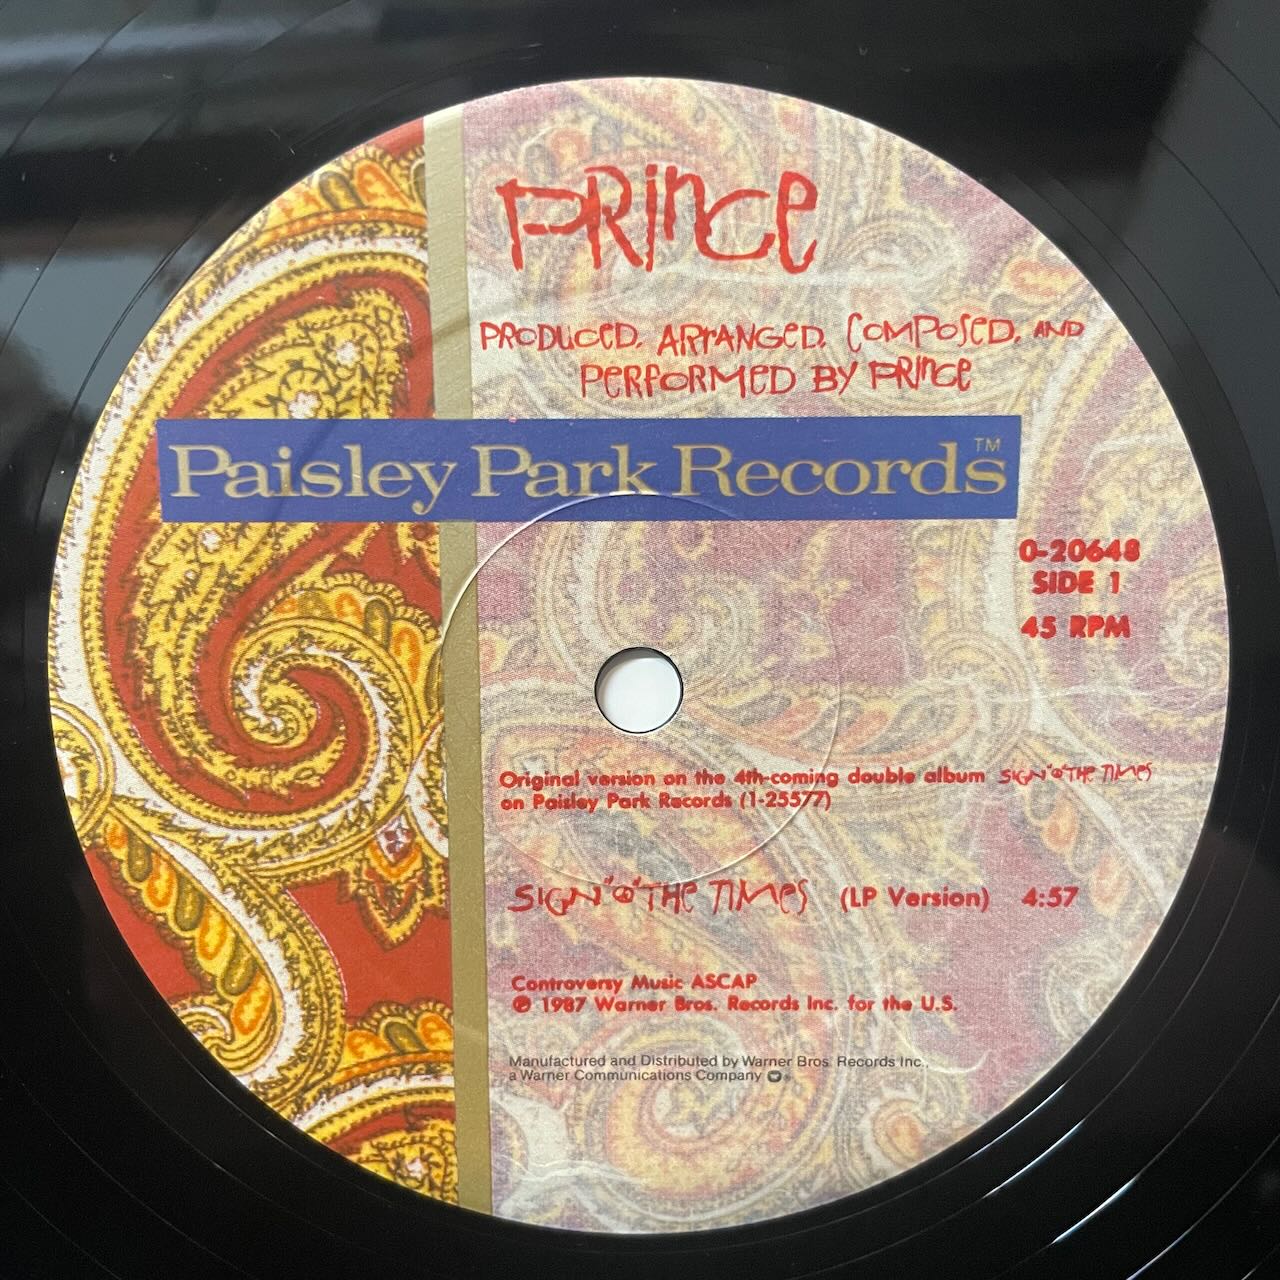 PRINCE
PRODUCED, ARRANGED, COMPOSED, AND
PERFORMED BY PRINCE
Paisley Park Records™
0-20648
SIDE 1
45 RPM
Original version on the 4th-coming double album SIGN "☮" THE TIMES
on Paisley Park Records (1-25577)
SIGN "☮" THE TIMES (LP Version) 4:57
Controversy Music ASCAP
℗ 1987 Warner Bros. Records Inc. for the U.S.
Manufactured and Distributed by Warner Bros. Records Inc.,
a Warner Communications Company ®